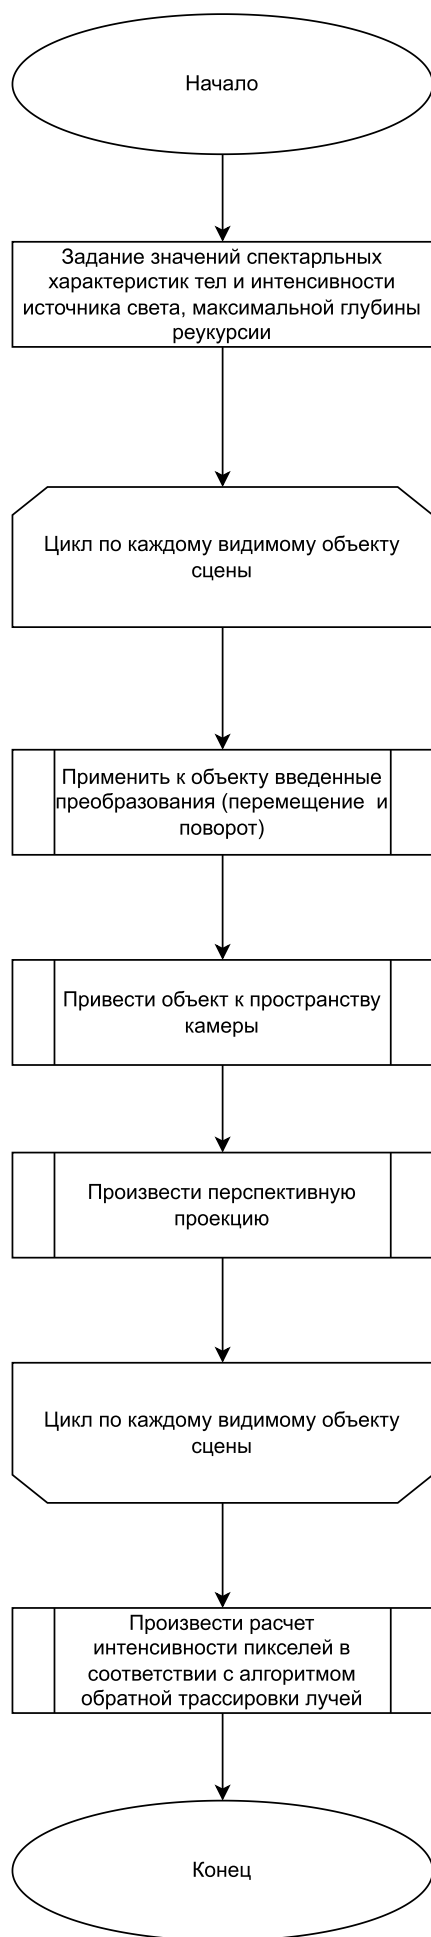 Начало
Задание значений спектарльных
характеристик тел и интенсивности
источника света, максимальной глубины
реукурсии
Цикл по каждому видимому объекту
сцены
Применить к объекту введенные
преобразования (перемещение  и
поворот)
Привести объект к пространству
камеры
Произвести перспективную
проекцию
Цикл по каждому видимому объекту
сцены
Произвести расчет
интенсивности пикселей в
соответствии с алгоритмом
обратной трассировки лучей
Конец